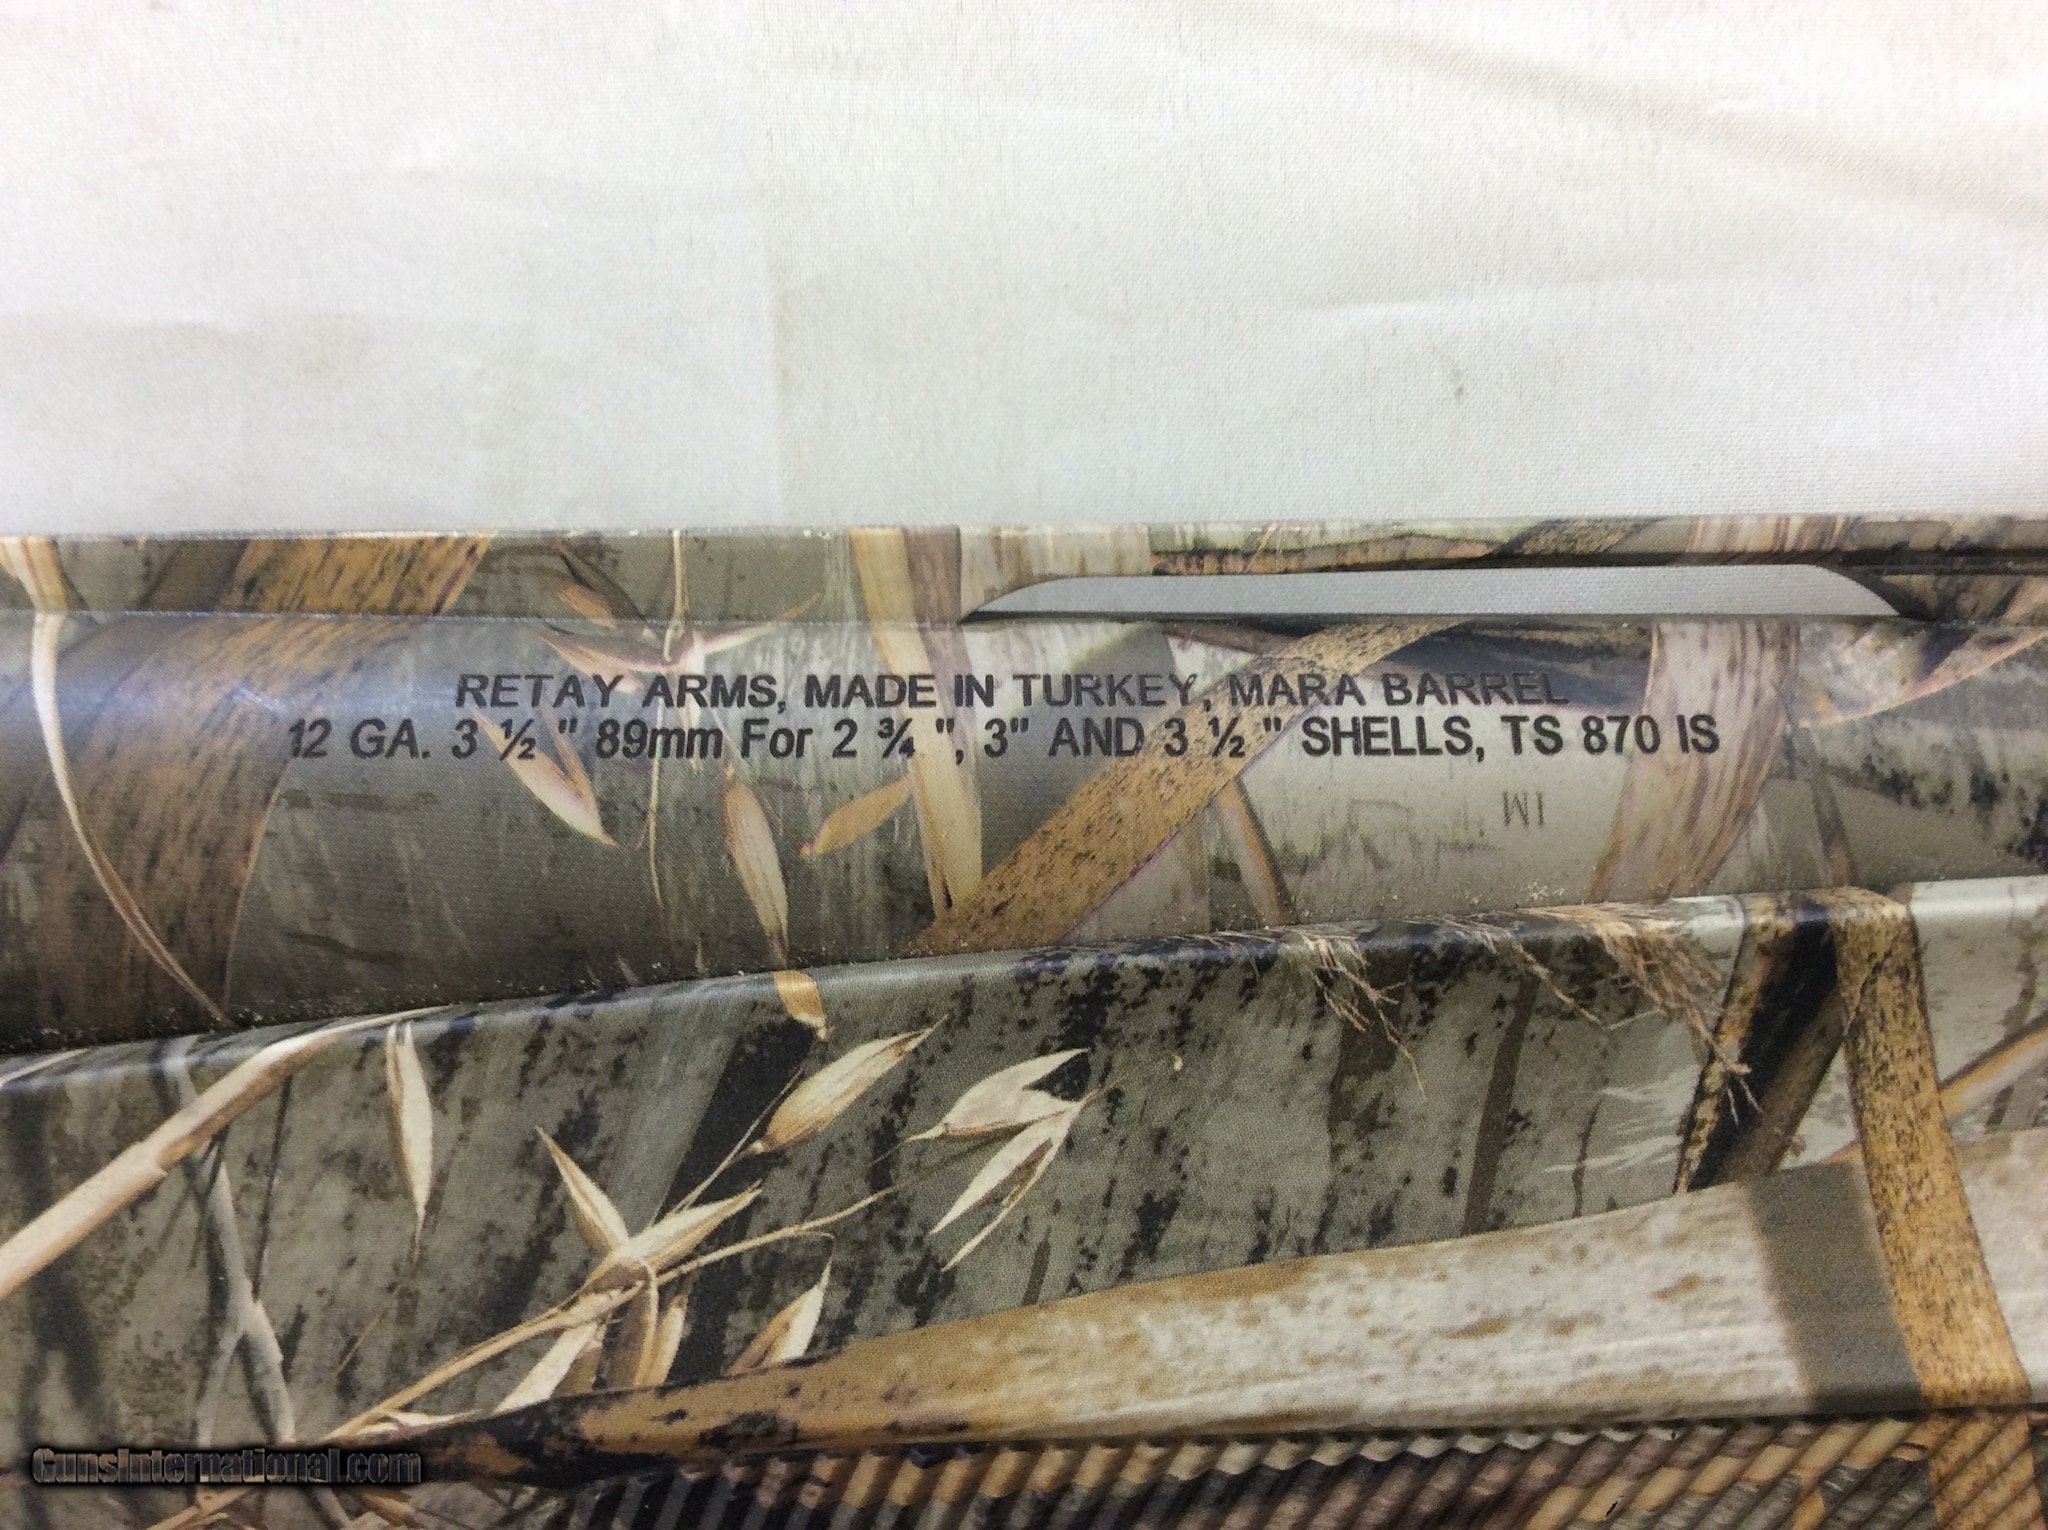 RETAY ARMS, MADE IN TURKEY, MARA BARREL
12 GA. 3 ½ " 89mm For 2 ¾ ", 3" AND 3 ½ " SHELLS, TS 870 IS
IM
GunsInternational.com